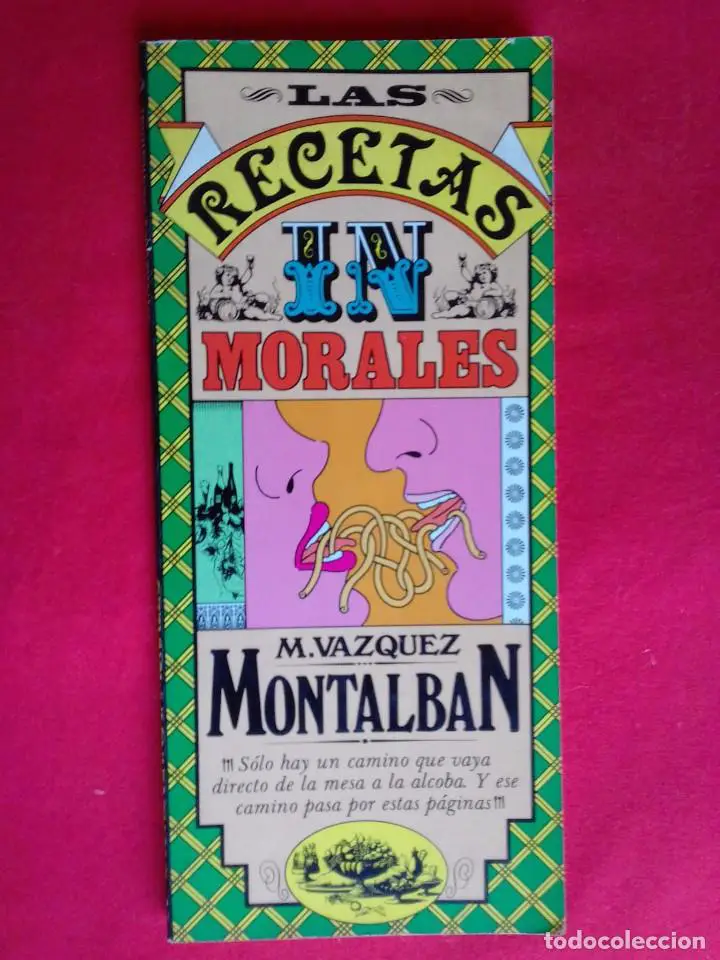 LAS
RECETAS
IN
MORALES
M. VAZQUEZ
MONTALBAN
Sólo hay un camino que vaya
directo de la mesa a la alcoba. Y ese
camino pasa por estas páginas
todocoleccion